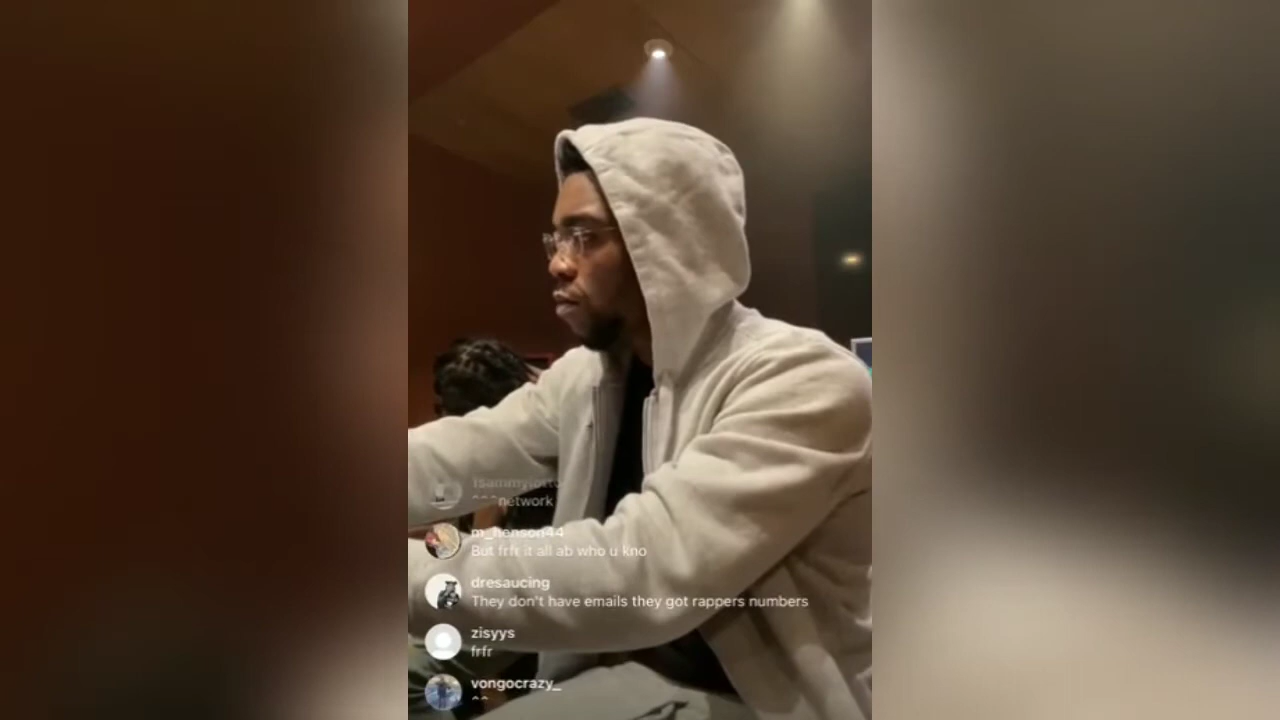 ^^^network
m_henson44
But frfr it all ab who u kno
dresaucing
They don't have emails they got rappers numbers
zisyys
frfr
vongocrazy_
^^